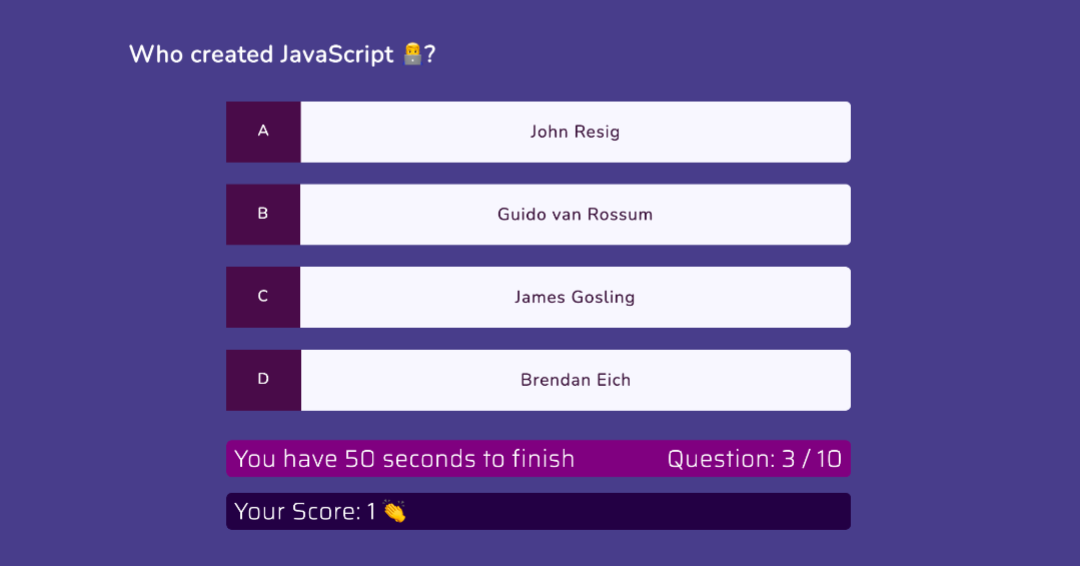 Who created JavaScript 👨‍💻?
A John Resig
B Guido van Rossum
C James Gosling
D Brendan Eich
You have 50 seconds to finish Question: 3 / 10
Your Score: 1 👏